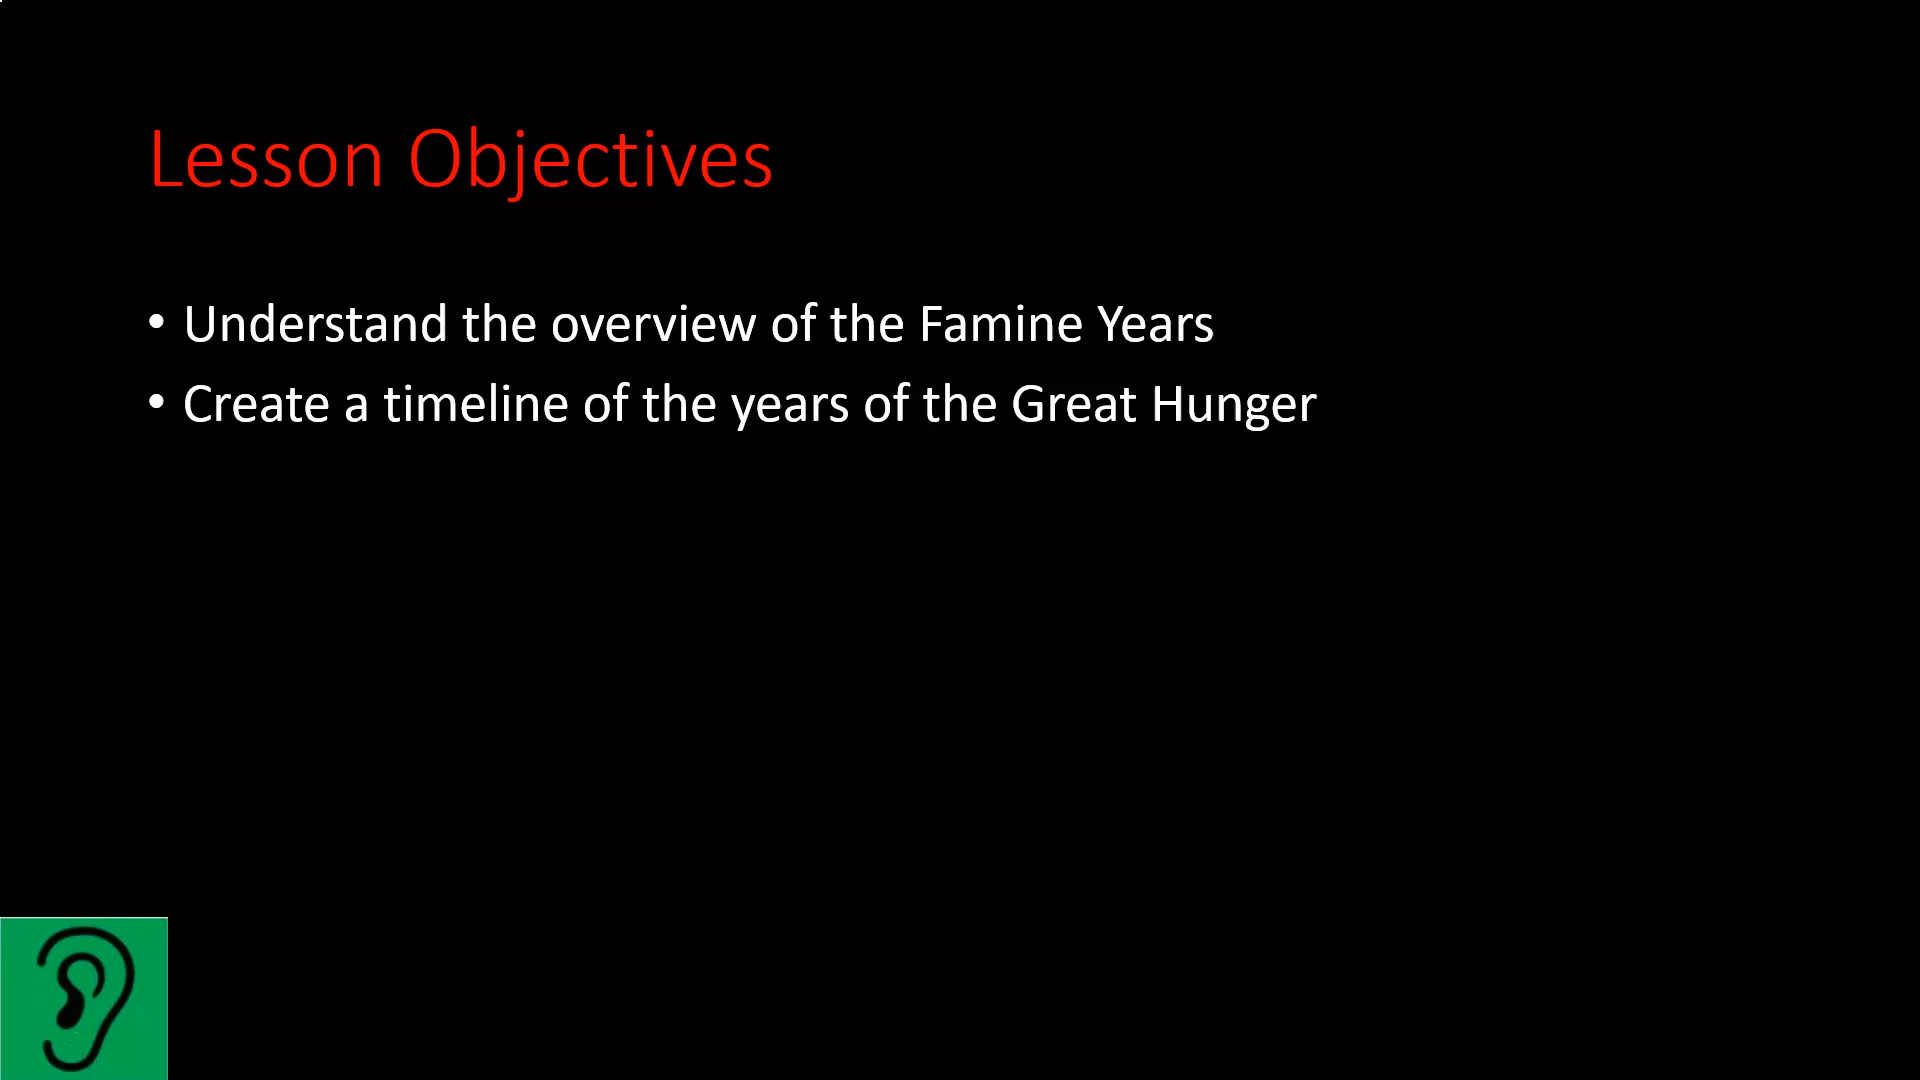 Lesson Objectives
• Understand the overview of the Famine Years
• Create a timeline of the years of the Great Hunger